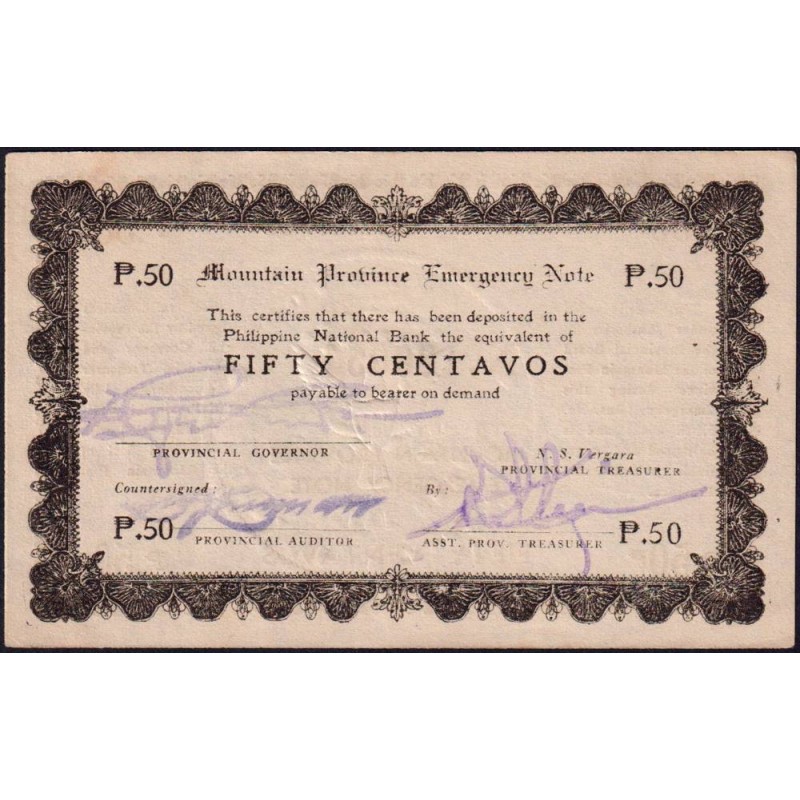 ₱.50 Mountain Province Emergency Note ₱.50
This certifies that there has been deposited in the
Philippine National Bank the equivalent of
FIFTY CENTAVOS
payable to bearer on demand
PROVINCIAL GOVERNOR
N. S. Vergara
PROVINCIAL TREASURER
Countersigned :
By :
₱.50
PROVINCIAL AUDITOR
ASST. PROV. TREASURER
₱.50